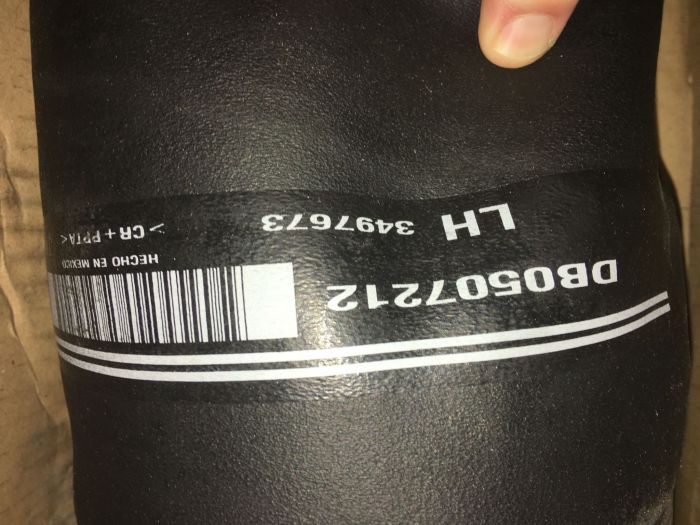 DB0507212
HECHO EN MEXICO
LH 3497673
>CR+PPTA<